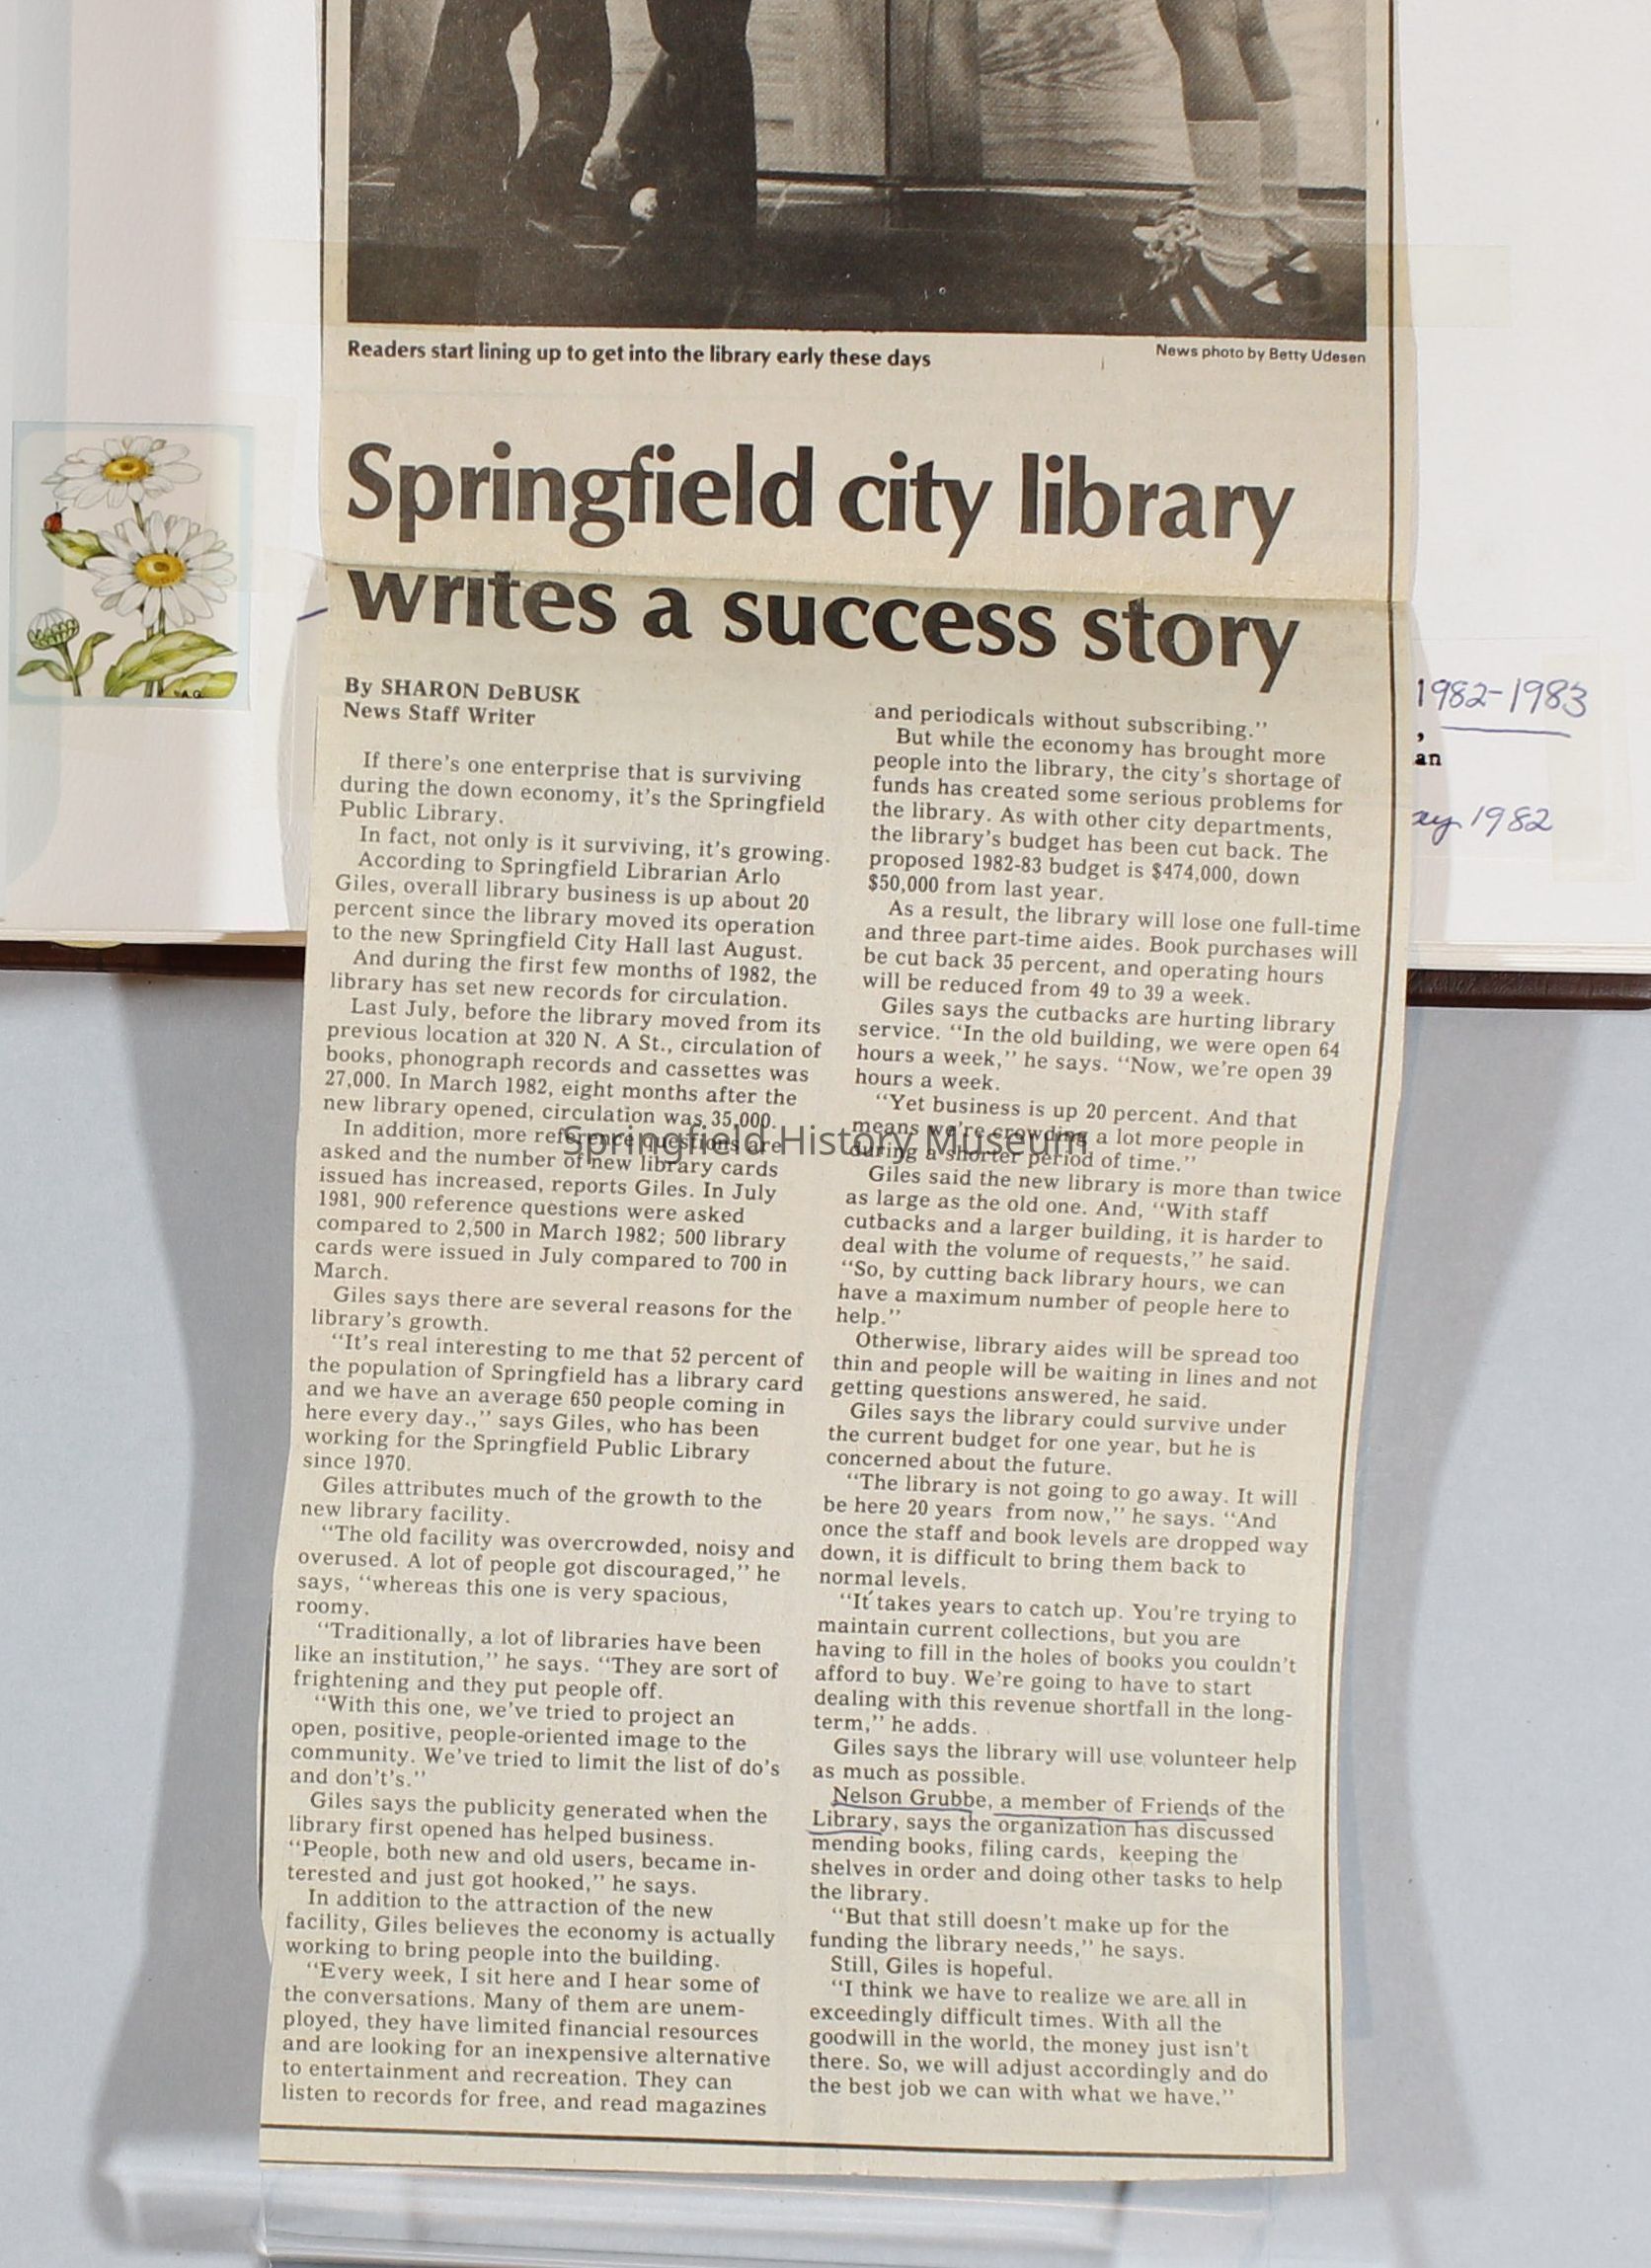 Readers start lining up to get into the library early these days
News photo by Betty Udesen
Springfield city library
writes a success story
By SHARON DeBUSK
News Staff Writer
If there's one enterprise that is surviving
during the down economy, it's the Springfield
Public Library.
In fact, not only is it surviving, it's growing.
According to Springfield Librarian Arlo
Giles, overall library business is up about 20
percent since the library moved its operation
to the new Springfield City Hall last August.
And during the first few months of 1982, the
library has set new records for circulation.
Last July, before the library moved from its
previous location at 320 N. A St., circulation of
books, phonograph records and cassettes was
27,000. In March 1982, eight months after the
new library opened, circulation was 35,000.
In addition, more reference questions are
asked and the number of new library cards
issued has increased, reports Giles. In July
1981, 900 reference questions were asked
compared to 2,500 in March 1982; 500 library
cards were issued in July compared to 700 in
March.
Giles says there are several reasons for the
library's growth.
"It's real interesting to me that 52 percent of
the population of Springfield has a library card
and we have an average 650 people coming in
here every day.," says Giles, who has been
working for the Springfield Public Library
since 1970.
Giles attributes much of the growth to the
new library facility.
"The old facility was overcrowded, noisy and
overused. A lot of people got discouraged," he
says, "whereas this one is very spacious,
roomy.
"Traditionally, a lot of libraries have been
like an institution," he says. "They are sort of
frightening and they put people off.
"With this one, we've tried to project an
open, positive, people-oriented image to the
community. We've tried to limit the list of do's
and don't's."
Giles says the publicity generated when the
library first opened has helped business.
"People, both new and old users, became in-
terested and just got hooked," he says.
In addition to the attraction of the new
facility, Giles believes the economy is actually
working to bring people into the building.
"Every week, I sit here and I hear some of
the conversations. Many of them are unem-
ployed, they have limited financial resources
and are looking for an inexpensive alternative
to entertainment and recreation. They can
listen to records for free, and read magazines
and periodicals without subscribing."
But while the economy has brought more
people into the library, the city's shortage of
funds has created some serious problems for
the library. As with other city departments,
the library's budget has been cut back. The
proposed 1982-83 budget is $474,000, down
$50,000 from last year.
As a result, the library will lose one full-time
and three part-time aides. Book purchases will
be cut back 35 percent, and operating hours
will be reduced from 49 to 39 a week.
Giles says the cutbacks are hurting library
service. "In the old building, we were open 64
hours a week," he says. "Now, we're open 39
hours a week.
"Yet business is up 20 percent. And that
means we're crowding a lot more people in
during a shorter period of time."
Giles said the new library is more than twice
as large as the old one. And, "With staff
cutbacks and a larger building, it is harder to
deal with the volume of requests," he said.
"So, by cutting back library hours, we can
have a maximum number of people here to
help."
Otherwise, library aides will be spread too
thin and people will be waiting in lines and not
getting questions answered, he said.
Giles says the library could survive under
the current budget for one year, but he is
concerned about the future.
"The library is not going to go away. It will
be here 20 years from now," he says. "And
once the staff and book levels are dropped way
down, it is difficult to bring them back to
normal levels.
"It takes years to catch up. You're trying to
maintain current collections, but you are
having to fill in the holes of books you couldn't
afford to buy. We're going to have to start
dealing with this revenue shortfall in the long-
term," he adds.
Giles says the library will use volunteer help
as much as possible.
Nelson Grubbe, a member of Friends of the
Library, says the organization has discussed
mending books, filing cards, keeping the
shelves in order and doing other tasks to help
the library.
"But that still doesn't make up for the
funding the library needs," he says.
Still, Giles is hopeful.
"I think we have to realize we are all in
exceedingly difficult times. With all the
goodwill in the world, the money just isn't
there. So, we will adjust accordingly and do
the best job we can with what we have."
1982-1983
,
an
ay 1982
Springfield History Museum